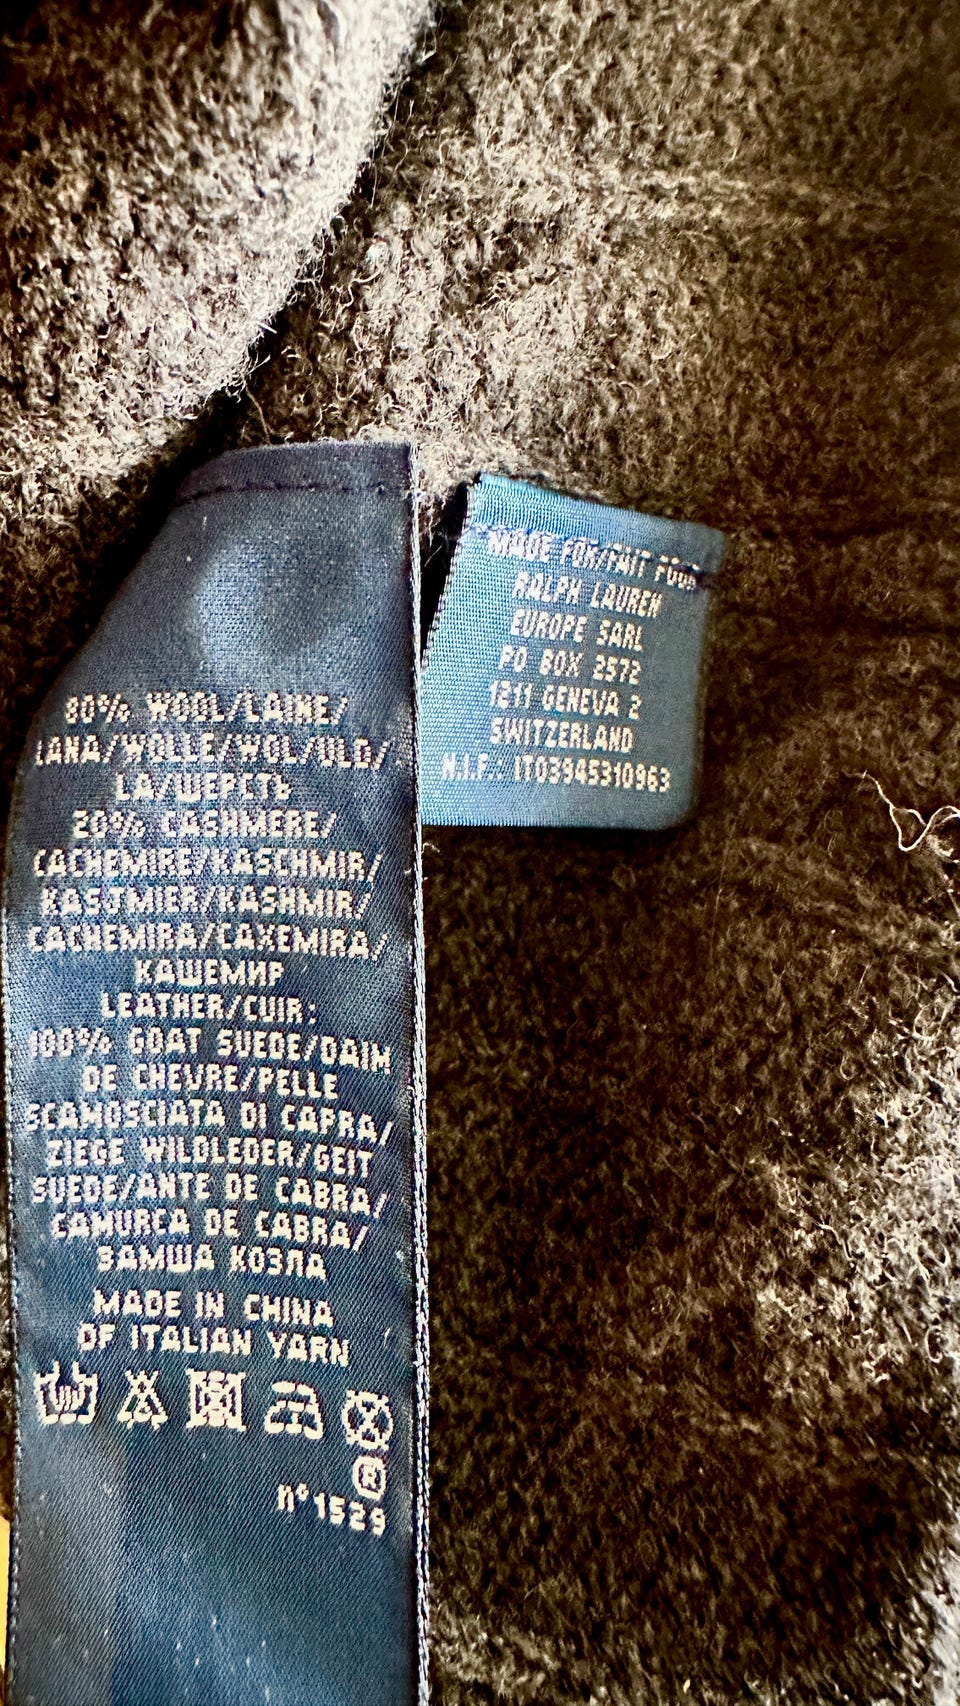 80% WOOL/LAINE/
LANA/WOLLE/WOL/ULD/
LA/ШЕРСТЬ
20% CASHMERE/
CACHEMIRE/KASCHMIR/
KASJMIER/KASHMIR/
CACHEMIRA/CAXEMIRA/
КАШЕМИР
LEATHER/CUIR:
100% GOAT SUEDE/DAIM
DE CHEVRE/PELLE
SCAMOSCIATA DI CAPRA/
ZIEGE WILDLEDER/GEIT
SUEDE/ANTE DE CABRA/
CAMURCA DE CABRA/
ЗАМША КОЗЛА
MADE IN CHINA
OF ITALIAN YARN
®
n°1529
MADE FOR/FAIT POUR
RALPH LAUREN
EUROPE SARL
PO BOX 2572
1211 GENEVA 2
SWITZERLAND
N.I.F.: IT03945310963